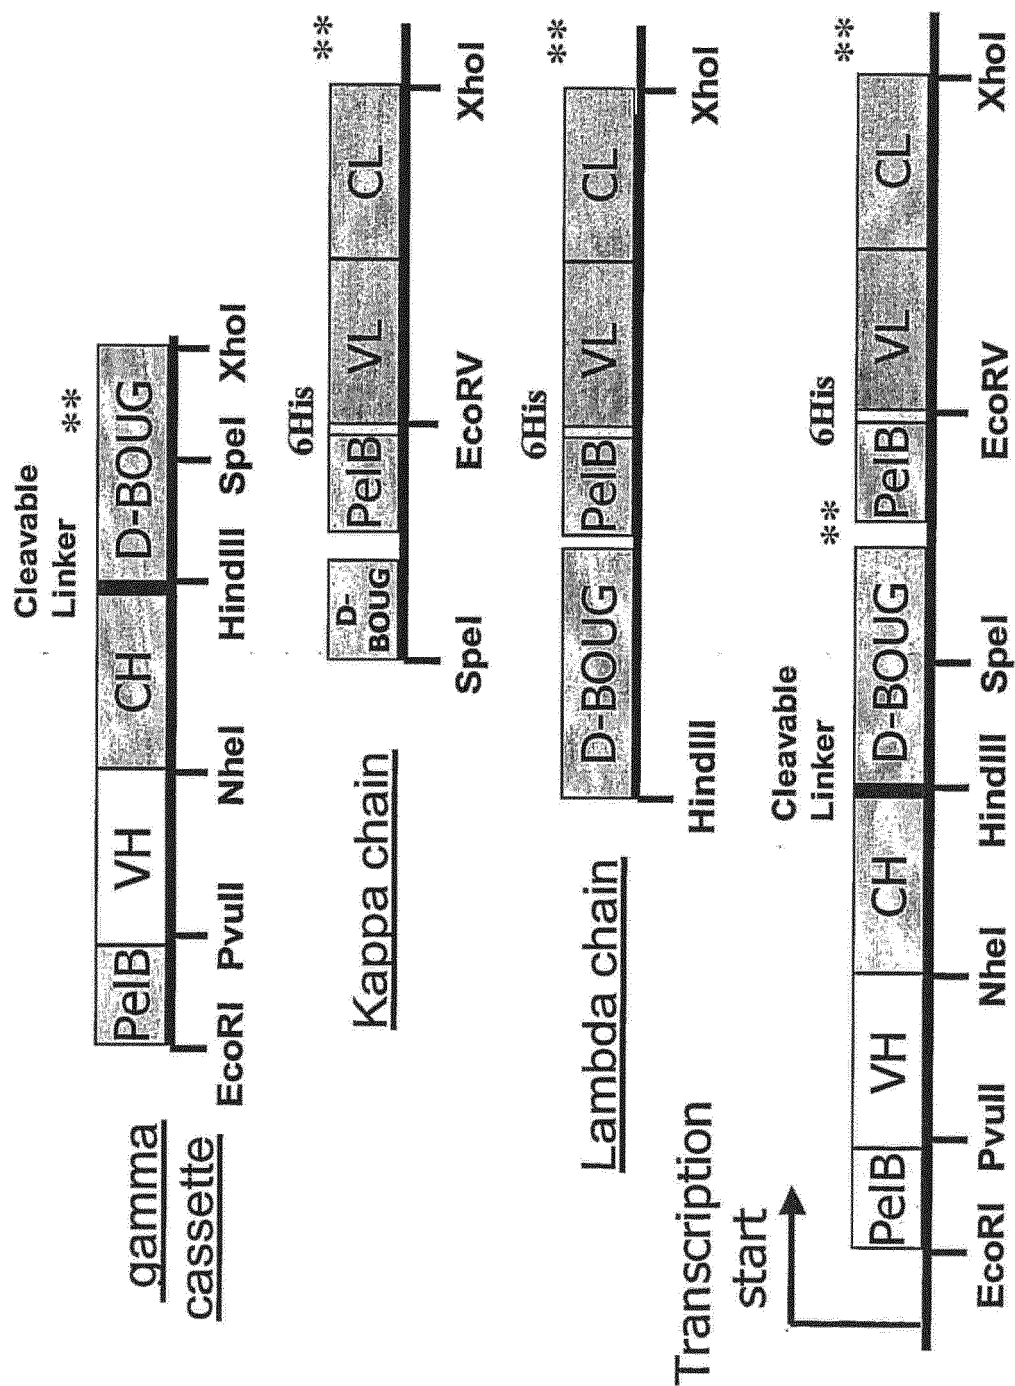 Cleavable
Linker
**
PelB VH CH D-BOUG
EcoRI PvuII NheI HindIII SpeI XhoI
gamma
cassette
6His
**
D-
BOUG
PelB VL CL
SpeI EcoRV XhoI
Kappa chain
6His
**
D-BOUG PelB VL CL
HindIII XhoI
Lambda chain
Transcription
start
Cleavable
Linker
** 6His **
PelB VH CH D-BOUG PelB VL CL
EcoRI PvuII NheI HindIII SpeI EcoRV XhoI